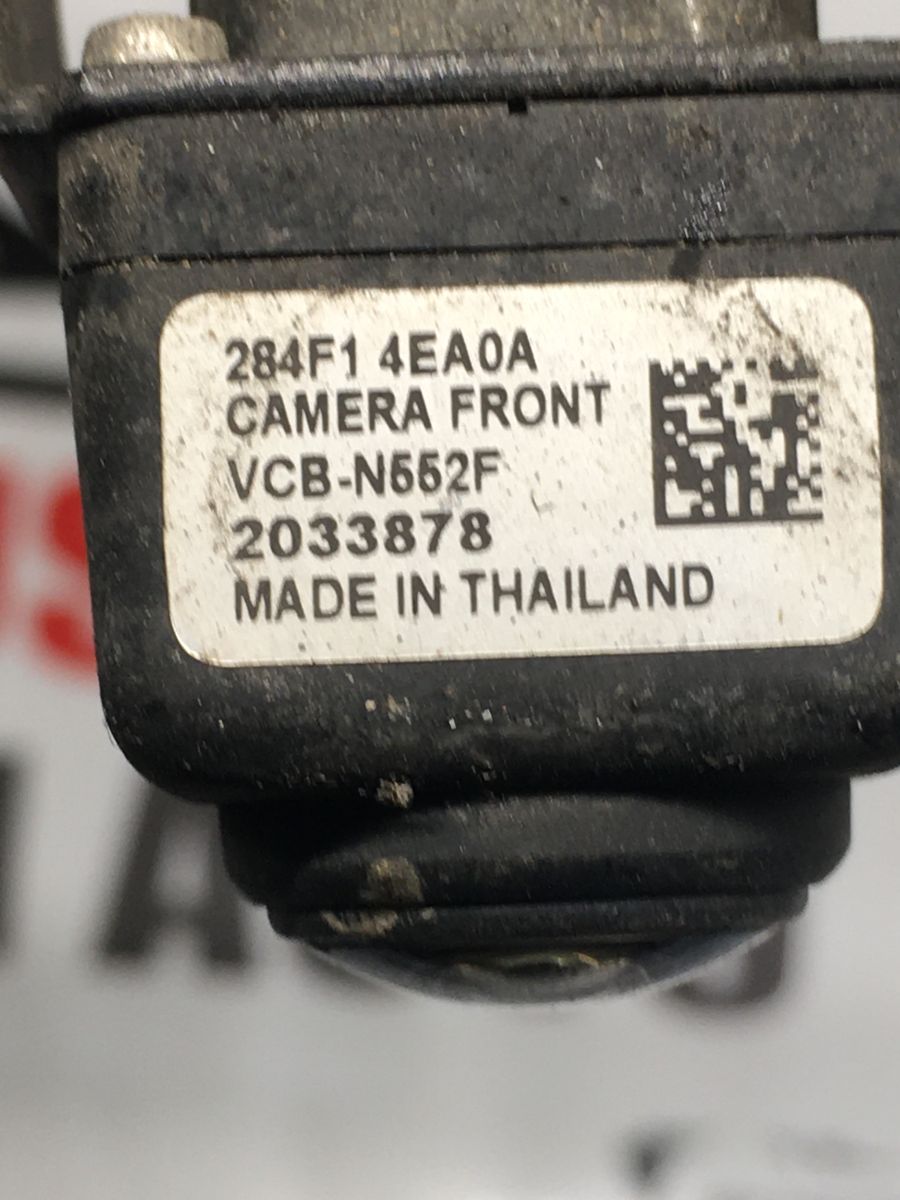 284F1 4EA0A
CAMERA FRONT
VCB-N552F
2033878
MADE IN THAILAND